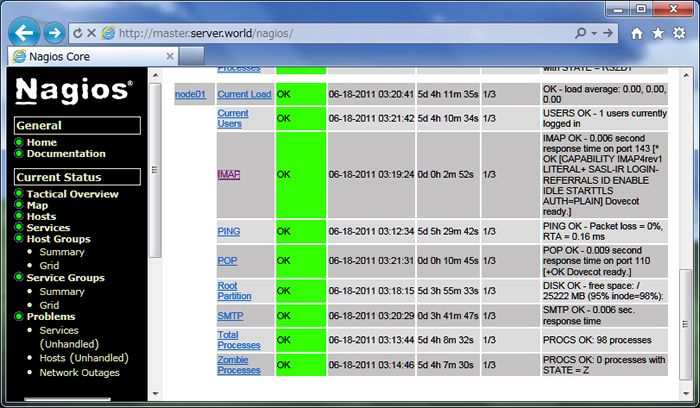 http://master.server.world/nagios/
Nagios Core
Nagios®
General
Home
Documentation
Current Status
Tactical Overview
Map
Hosts
Services
Host Groups
Summary
Grid
Service Groups
Summary
Grid
Problems
Services
(Unhandled)
Hosts (Unhandled)
Network Outages
Processes
with STATE = RSZDT
node01 Current Load OK 06-18-2011 03:20:41 5d 4h 11m 35s 1/3 OK - load average: 0.00, 0.00,
0.00
Current
Users OK 06-18-2011 03:21:42 5d 4h 10m 34s 1/3 USERS OK - 1 users currently
logged in
IMAP OK 06-18-2011 03:19:24 0d 0h 2m 52s 1/3 IMAP OK - 0.006 second
response time on port 143 [*
OK [CAPABILITY IMAP4rev1
LITERAL+ SASL-IR LOGIN-
REFERRALS ID ENABLE
IDLE STARTTLS
AUTH=PLAIN] Dovecot
ready.]
PING OK 06-18-2011 03:12:34 5d 5h 29m 42s 1/3 PING OK - Packet loss = 0%,
RTA = 0.16 ms
POP OK 06-18-2011 03:21:31 0d 0h 10m 45s 1/3 POP OK - 0.009 second
response time on port 110
[+OK Dovecot ready.]
Root
Partition OK 06-18-2011 03:18:15 5d 3h 55m 33s 1/3 DISK OK - free space: /
25222 MB (95% inode=98%):
SMTP OK 06-18-2011 03:20:29 0d 3h 41m 47s 1/3 SMTP OK - 0.006 sec.
response time
Total
Processes OK 06-18-2011 03:13:44 5d 4h 8m 32s 1/3 PROCS OK: 98 processes
Zombie
Processes OK 06-18-2011 03:14:46 5d 4h 7m 30s 1/3 PROCS OK: 0 processes with
STATE = Z